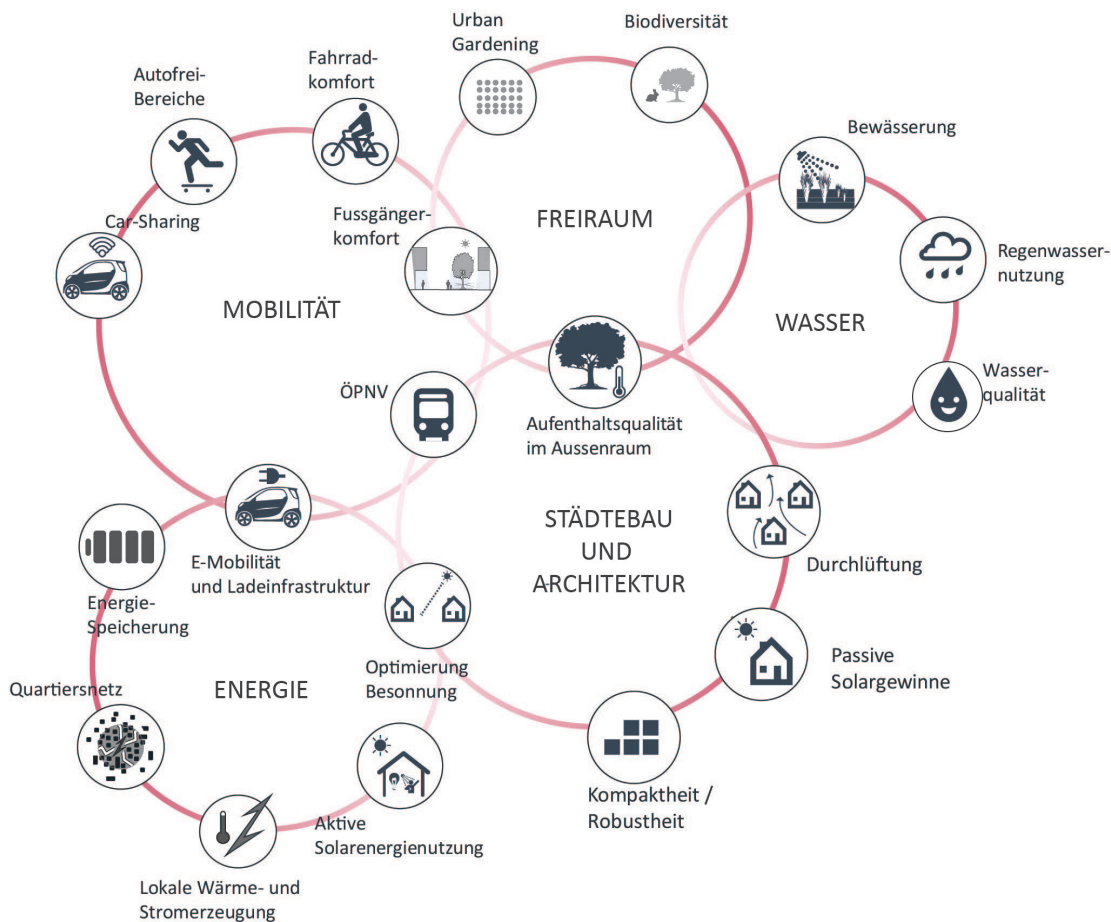 Urban
Gardening
Biodiversität
Fahrrad-
komfort
Autofrei-
Bereiche
Bewässerung
Car-Sharing
Fussgänger-
komfort
FREIRAUM
Regenwasser-
nutzung
MOBILITÄT
WASSER
Wasser-
qualität
ÖPNV
Aufenthaltsqualität
im Aussenraum
STÄDTEBAU
UND
ARCHITEKTUR
E-Mobilität
und Ladeinfrastruktur
Durchlüftung
Energie-
Speicherung
Optimierung
Besonnung
Passive
Solargewinne
Quartiersnetz
ENERGIE
Kompaktheit /
Robustheit
Aktive
Solarenergienutzung
Lokale Wärme- und
Stromerzeugung